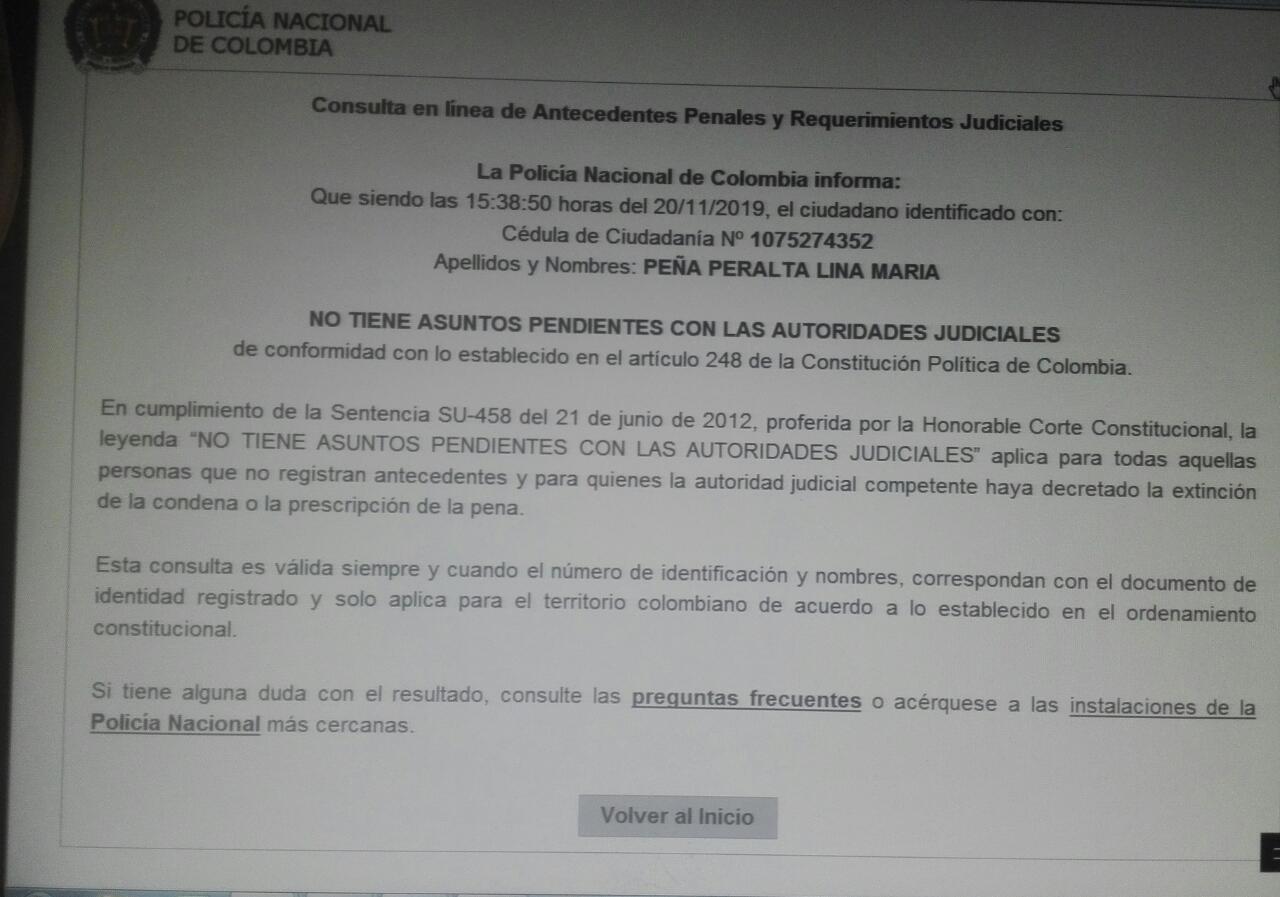 POLICÍA NACIONAL
DE COLOMBIA
Consulta en línea de Antecedentes Penales y Requerimientos Judiciales
La Policía Nacional de Colombia informa:
Que siendo las 15:38:50 horas del 20/11/2019, el ciudadano identificado con:
Cédula de Ciudadanía Nº 1075274352
Apellidos y Nombres: PEÑA PERALTA LINA MARIA
NO TIENE ASUNTOS PENDIENTES CON LAS AUTORIDADES JUDICIALES
de conformidad con lo establecido en el artículo 248 de la Constitución Política de Colombia.
En cumplimiento de la Sentencia SU-458 del 21 de junio de 2012, proferida por la Honorable Corte Constitucional, la
leyenda “NO TIENE ASUNTOS PENDIENTES CON LAS AUTORIDADES JUDICIALES” aplica para todas aquellas
personas que no registran antecedentes y para quienes la autoridad judicial competente haya decretado la extinción
de la condena o la prescripción de la pena.
Esta consulta es válida siempre y cuando el número de identificación y nombres, correspondan con el documento de
identidad registrado y solo aplica para el territorio colombiano de acuerdo a lo establecido en el ordenamiento
constitucional.
Si tiene alguna duda con el resultado, consulte las preguntas frecuentes o acérquese a las instalaciones de la
Policía Nacional más cercanas.
Volver al Inicio